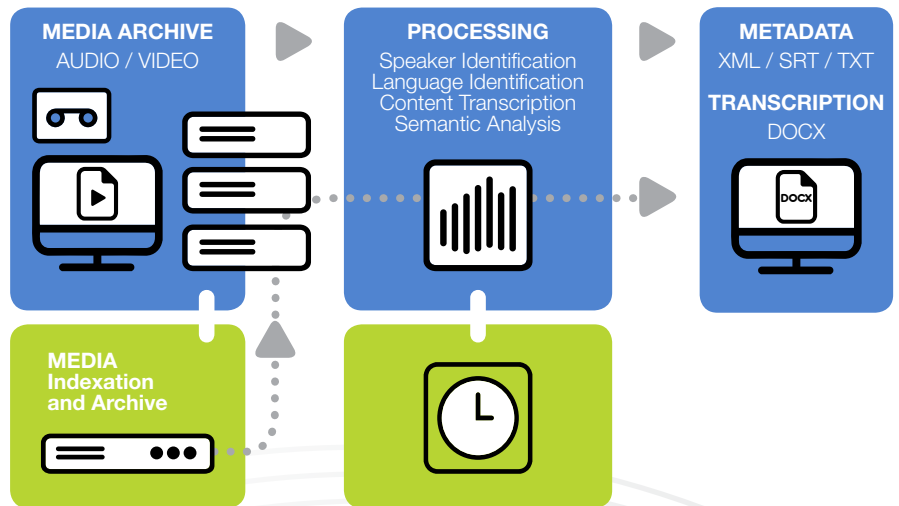 MEDIA ARCHIVE
AUDIO / VIDEO
PROCESSING
Speaker Identification
Language Identification
Content Transcription
Semantic Analysis
METADATA
XML / SRT / TXT
TRANSCRIPTION
DOCX
DOCX
MEDIA
Indexation
and Archive